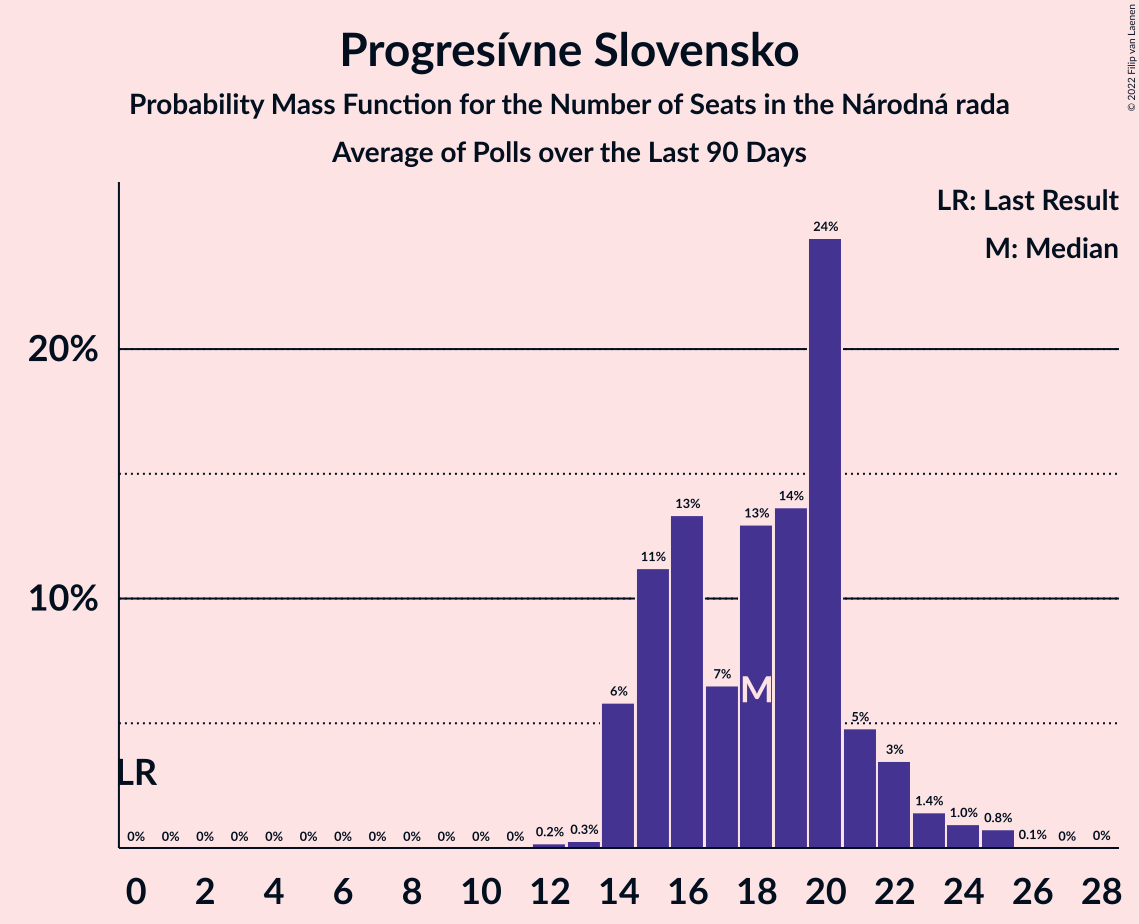 Progresívne Slovensko
Probability Mass Function for the Number of Seats in the Národná rada
Average of Polls over the Last 90 Days
© 2022 Filip van Laenen
LR: Last Result
M: Median
20%
10%
24%
14%
13%
13%
11%
7%
6%
M
5%
3%
LR
1.4%
1.0%
0.8%
0% 0% 0% 0% 0% 0% 0% 0% 0% 0% 0% 0% 0.2% 0.3% 0.1% 0% 0%
0 2 4 6 8 10 12 14 16 18 20 22 24 26 28